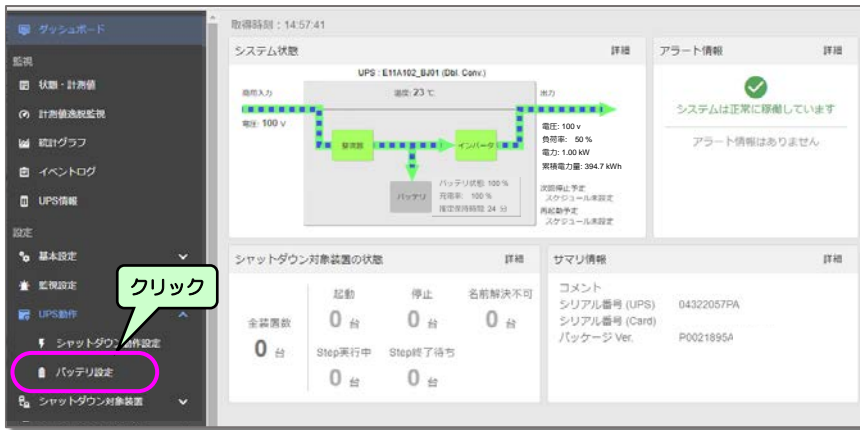 ダッシュボード
監視
状態・計測値
計測値逸脱監視
統計グラフ
イベントログ
UPS情報
設定
基本設定
監視設定
UPS動作
シャットダウン動作設定
バッテリ設定
シャットダウン対象装置
クリック
取得時刻：14:57:41
システム状態
詳細
UPS : E11A102_BJ01 (Dbl. Conv.)
商用入力
温度: 23 ℃
出力
電圧: 100 v
整流器
インバータ
バッテリ
バッテリ状態: 100 %
充電率: 100 %
推定保持時間: 24 分
電圧: 100 v
負荷率: 50 %
電力: 1.00 kW
累積電力量: 394.7 kWh
次回停止予定
スケジュール未設定
再起動予定
スケジュール未設定
アラート情報
詳細
システムは正常に稼働しています
アラート情報はありません
シャットダウン対象装置の状態
詳細
起動
停止
名前解決不可
全装置数
0 台
0 台
0 台
0 台
Step実行中
Step終了待ち
0 台
0 台
サマリ情報
詳細
コメント
シリアル番号 (UPS) 04322057PA
シリアル番号 (Card)
パッケージ Ver. P0021895A